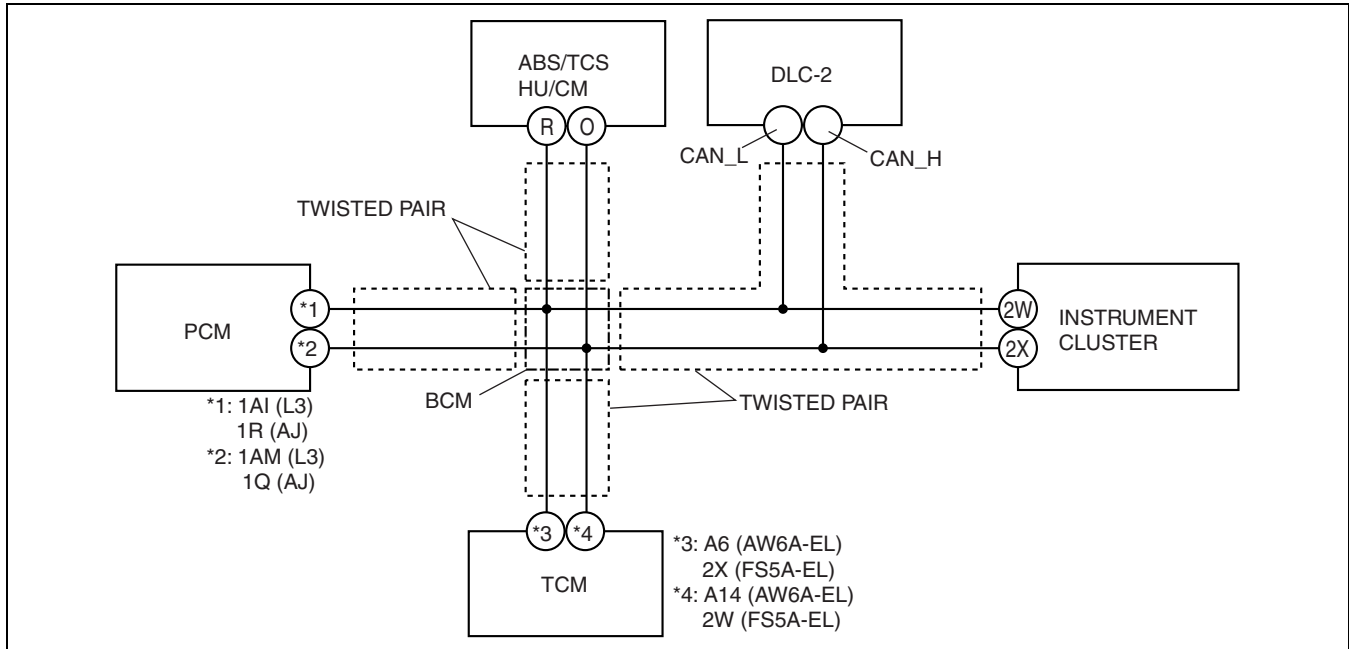 ABS/TCS
HU/CM
R O
DLC-2
CAN_L
CAN_H
TWISTED PAIR
PCM
*1
*2
2W
2X
INSTRUMENT
CLUSTER
BCM
TWISTED PAIR
*1: 1AI (L3)
1R (AJ)
*2: 1AM (L3)
1Q (AJ)
*3 *4
TCM
*3: A6 (AW6A-EL)
2X (FS5A-EL)
*4: A14 (AW6A-EL)
2W (FS5A-EL)